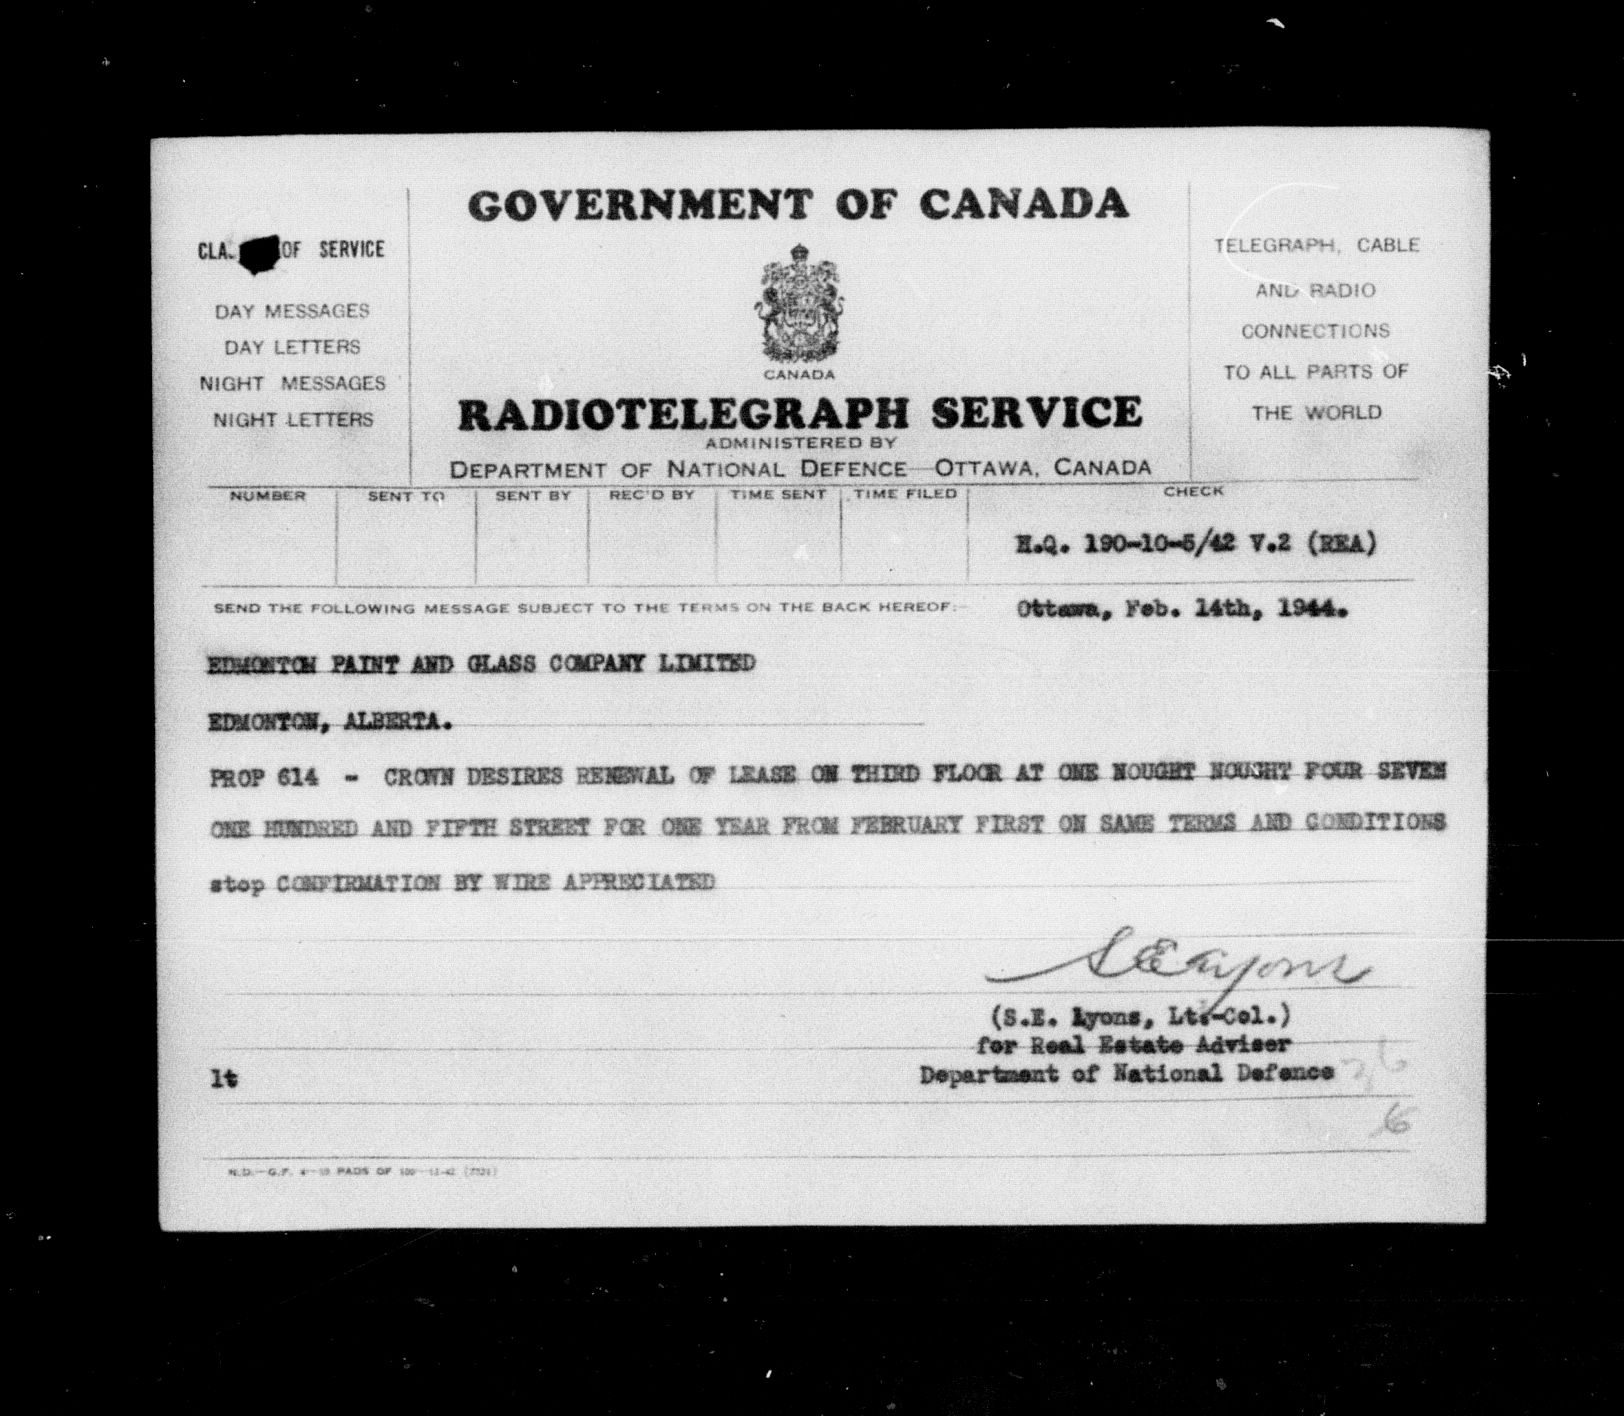 GOVERNMENT OF CANADA
CLA OF SERVICE
DAY MESSAGES
DAY LETTERS
NIGHT MESSAGES
NIGHT LETTERS
CANADA
RADIOTELEGRAPH SERVICE
ADMINISTERED BY
DEPARTMENT OF NATIONAL DEFENCE—OTTAWA, CANADA
TELEGRAPH, CABLE
AND RADIO
CONNECTIONS
TO ALL PARTS OF
THE WORLD
NUMBER SENT TO SENT BY REC'D BY TIME SENT TIME FILED CHECK
H.Q. 190-10-5/42 V.2 (REA)
SEND THE FOLLOWING MESSAGE SUBJECT TO THE TERMS ON THE BACK HEREOF:— Ottawa, Feb. 14th, 1944.
EDMONTON PAINT AND GLASS COMPANY LIMITED
EDMONTON, ALBERTA.
PROP 614 - CROWN DESIRES RENEWAL OF LEASE ON THIRD FLOOR AT ONE NOUGHT NOUGHT FOUR SEVEN
ONE HUNDRED AND FIFTH STREET FOR ONE YEAR FROM FEBRUARY FIRST ON SAME TERMS AND CONDITIONS
stop CONFIRMATION BY WIRE APPRECIATED
SELyons
(S.E. Lyons, Lt.-Col.)
for Real Estate Adviser
lt Department of National Defence
N.D.—G.F. PADS OF